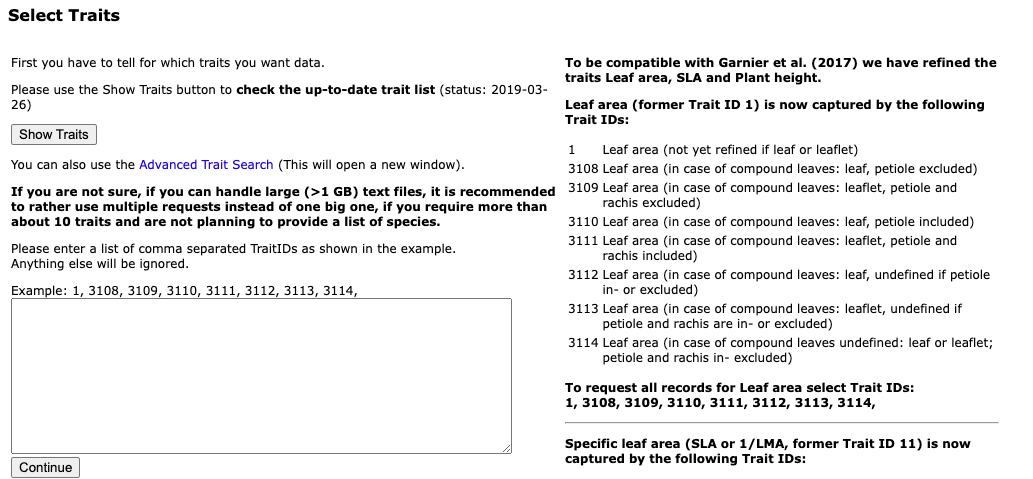 Select Traits
First you have to tell for which traits you want data.
Please use the Show Traits button to check the up-to-date trait list (status: 2019-03-
26)
Show Traits
You can also use the Advanced Trait Search (This will open a new window).
If you are not sure, if you can handle large (>1 GB) text files, it is recommended
to rather use multiple requests instead of one big one, if you require more than
about 10 traits and are not planning to provide a list of species.
Please enter a list of comma separated TraitIDs as shown in the example.
Anything else will be ignored.
Example: 1, 3108, 3109, 3110, 3111, 3112, 3113, 3114,
Continue
To be compatible with Garnier et al. (2017) we have refined the
traits Leaf area, SLA and Plant height.
Leaf area (former Trait ID 1) is now captured by the following
Trait IDs:
1 Leaf area (not yet refined if leaf or leaflet)
3108 Leaf area (in case of compound leaves: leaf, petiole excluded)
3109 Leaf area (in case of compound leaves: leaflet, petiole and
rachis excluded)
3110 Leaf area (in case of compound leaves: leaf, petiole included)
3111 Leaf area (in case of compound leaves: leaflet, petiole and
rachis included)
3112 Leaf area (in case of compound leaves: leaf, undefined if petiole
in- or excluded)
3113 Leaf area (in case of compound leaves: leaflet, undefined if
petiole and rachis are in- or excluded)
3114 Leaf area (in case of compound leaves undefined: leaf or leaflet;
petiole and rachis in- excluded)
To request all records for Leaf area select Trait IDs:
1, 3108, 3109, 3110, 3111, 3112, 3113, 3114,
Specific leaf area (SLA or 1/LMA, former Trait ID 11) is now
captured by the following Trait IDs: